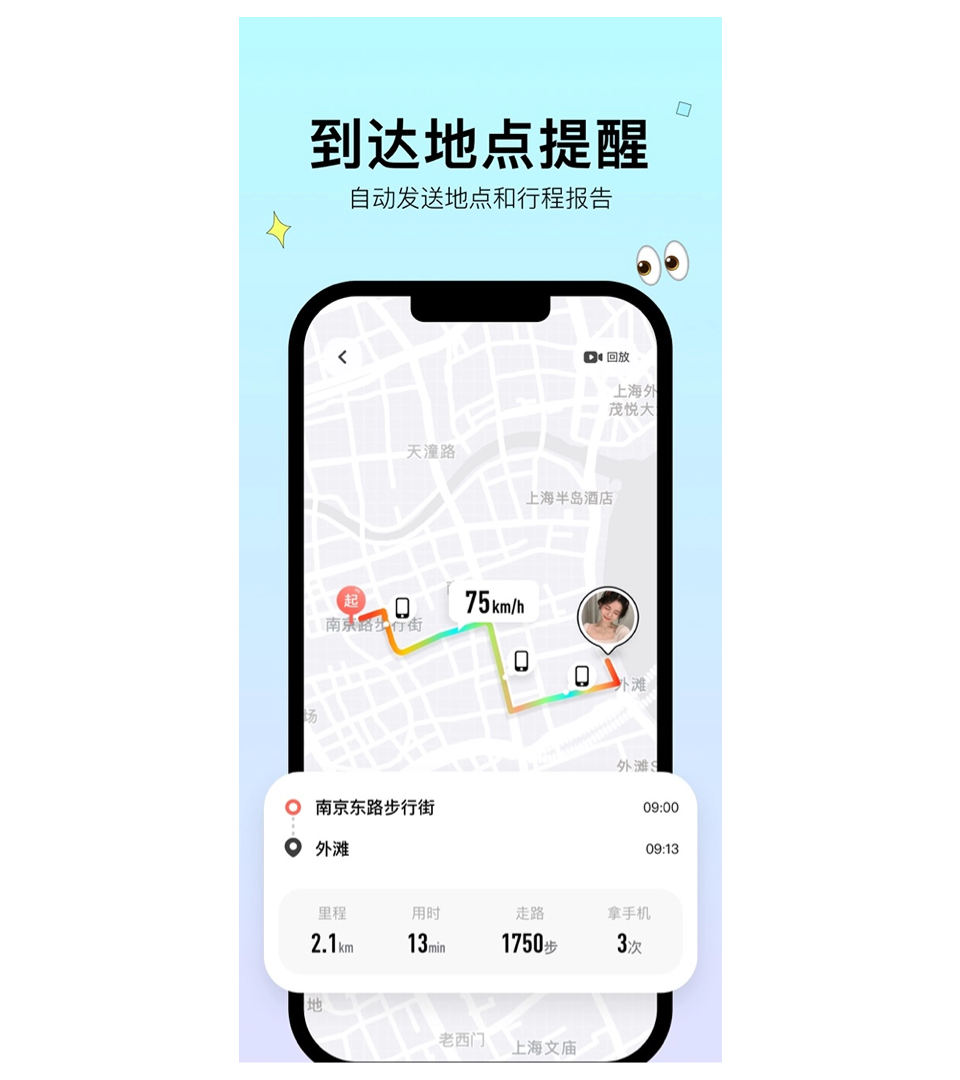 到达地点提醒
自动发送地点和行程报告
回放
上海外
茂悦大
天潼路
上海半岛酒店
75km/h
起
南京路步行街
外滩
场
外滩S
南京东路步行街 09:00
外滩 09:13
里程 用时 走路 拿手机
2.1km 13min 1750步 3次
地
老西门
上海文庙